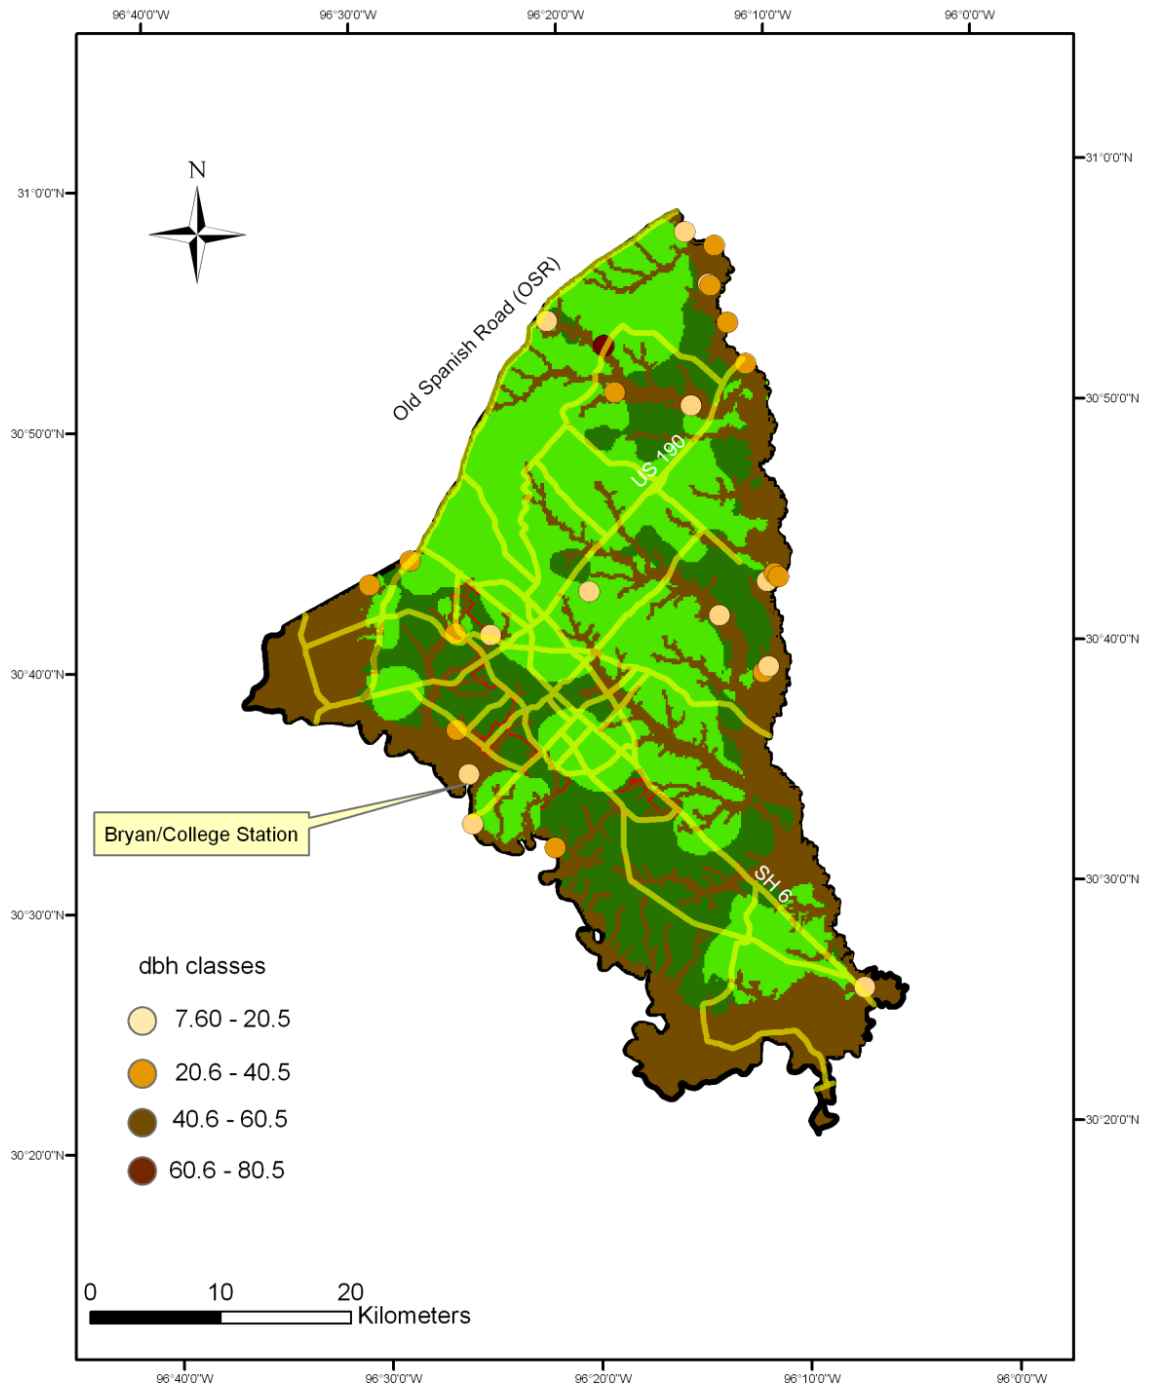 96°40'0"W 96°30'0"W 96°20'0"W 96°10'0"W 96°0'0"W
31°0'0"N
N
31°0'0"N
Old Spanish Road (OSR)
30°50'0"N
30°50'0"N
US 190
30°40'0"N
30°40'0"N
Bryan/College Station
SH 6
30°30'0"N
30°30'0"N
dbh classes
7.60 - 20.5
20.6 - 40.5
40.6 - 60.5
60.6 - 80.5
30°20'0"N
30°20'0"N
0 10 20
Kilometers
96°40'0"W 96°30'0"W 96°20'0"W 96°10'0"W 96°0'0"W